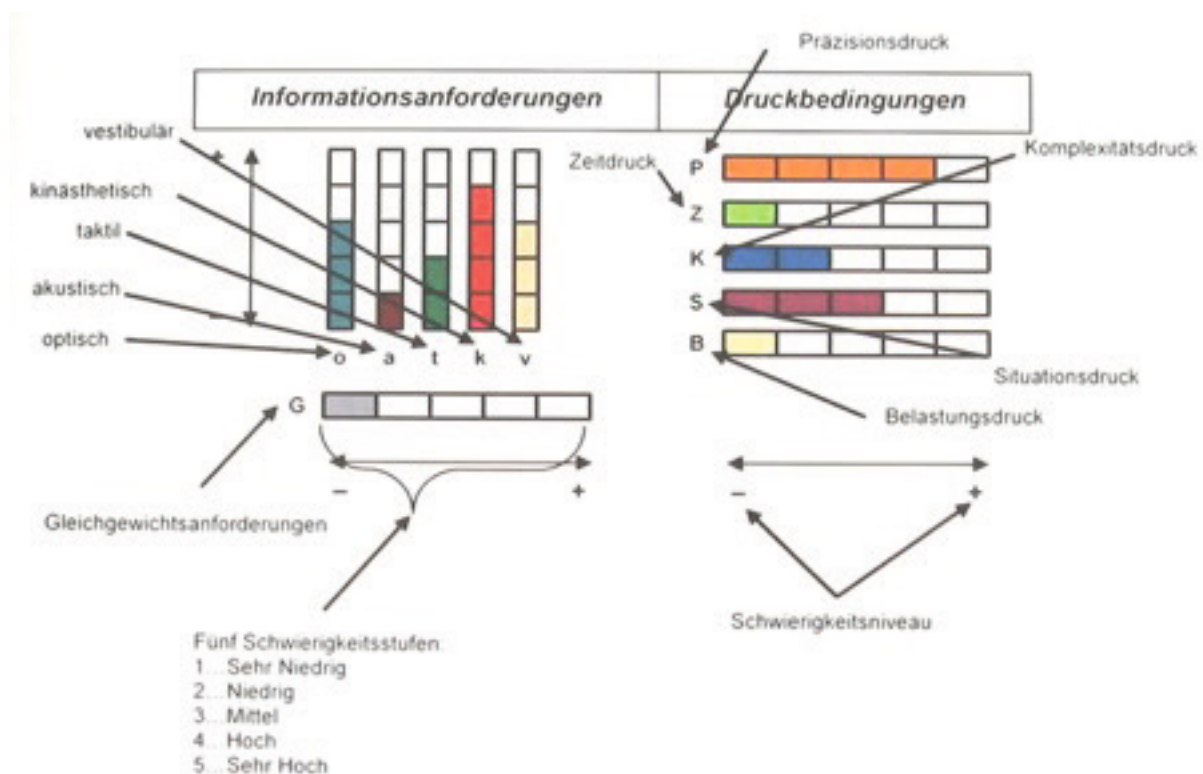 Präzisionsdruck
Informationsanforderungen
Druckbedingungen
vestibulär
Komplexitätsdruck
+
Zeitdruck
P
kinästhetisch
Z
taktil
K
akustisch
S
–
optisch
o a t k v
B
Situationsdruck
G
Belastungsdruck
– +
– +
Gleichgewichtsanforderungen
Schwierigkeitsniveau
Fünf Schwierigkeitsstufen:
1...Sehr Niedrig
2...Niedrig
3...Mittel
4...Hoch
5...Sehr Hoch